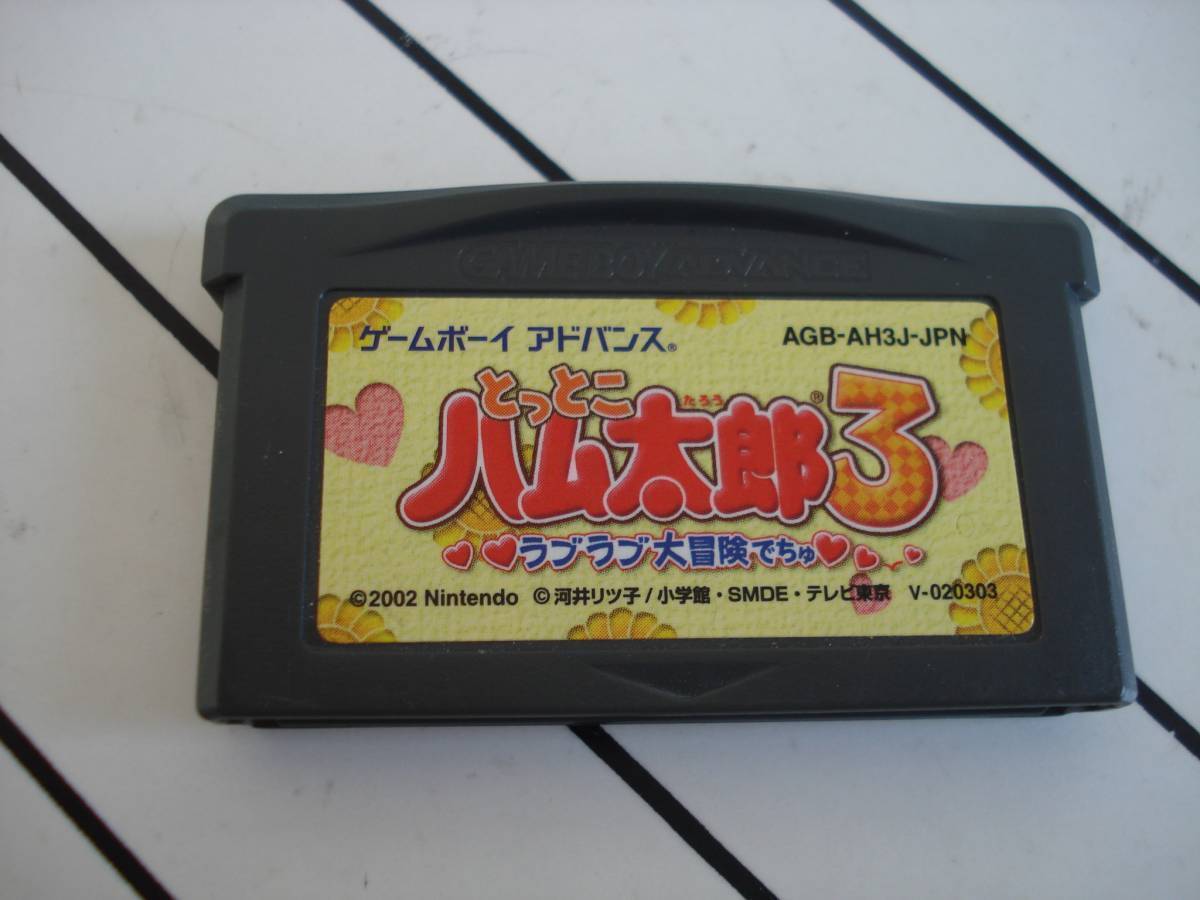 GAME BOY ADVANCE
ゲームボーイ アドバンス® AGB-AH3J-JPN
とっとこ
たろう
ハム太郎®3
ラブラブ大冒険でちゅ
©2002 Nintendo ©河井リツ子/小学館・SMDE・テレビ東京 V-020303